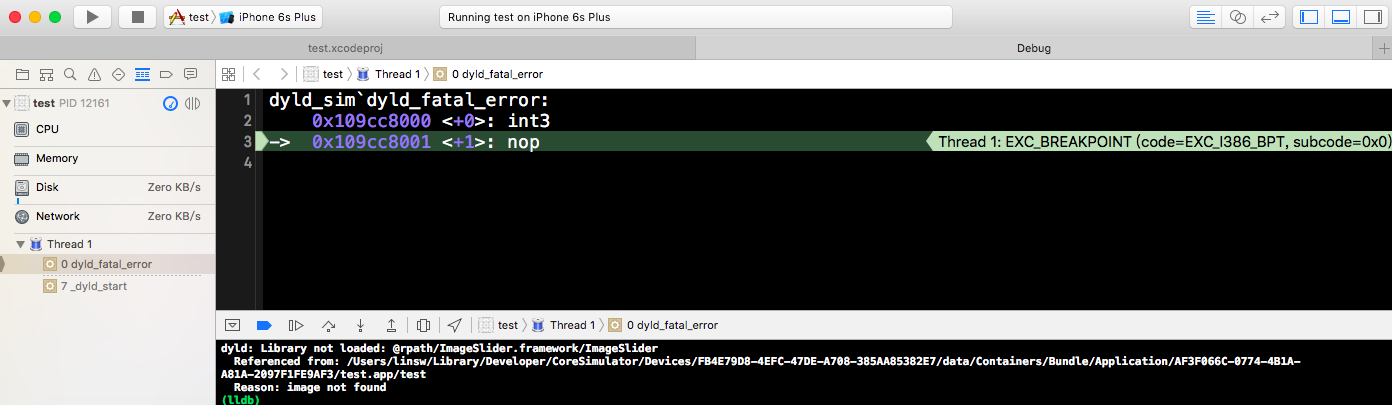 test
iPhone 6s Plus
Running test on iPhone 6s Plus
test.xcodeproj
Debug
test PID 12161
CPU
Memory
Disk Zero KB/s
Network Zero KB/s
Thread 1
0 dyld_fatal_error
7 _dyld_start
test Thread 1 0 dyld_fatal_error
1 dyld_sim`dyld_fatal_error:
2 0x109cc8000 <+0>: int3
3 -> 0x109cc8001 <+1>: nop Thread 1: EXC_BREAKPOINT (code=EXC_I386_BPT, subcode=0x0)
4
test Thread 1 0 dyld_fatal_error
dyld: Library not loaded: @rpath/ImageSlider.framework/ImageSlider
Referenced from: /Users/linsw/Library/Developer/CoreSimulator/Devices/FB4E79D8-4EFC-47DE-A708-385AA85382E7/data/Containers/Bundle/Application/AF3F066C-0774-4B1A-
A81A-2097F1FE9AF3/test.app/test
Reason: image not found
(lldb)